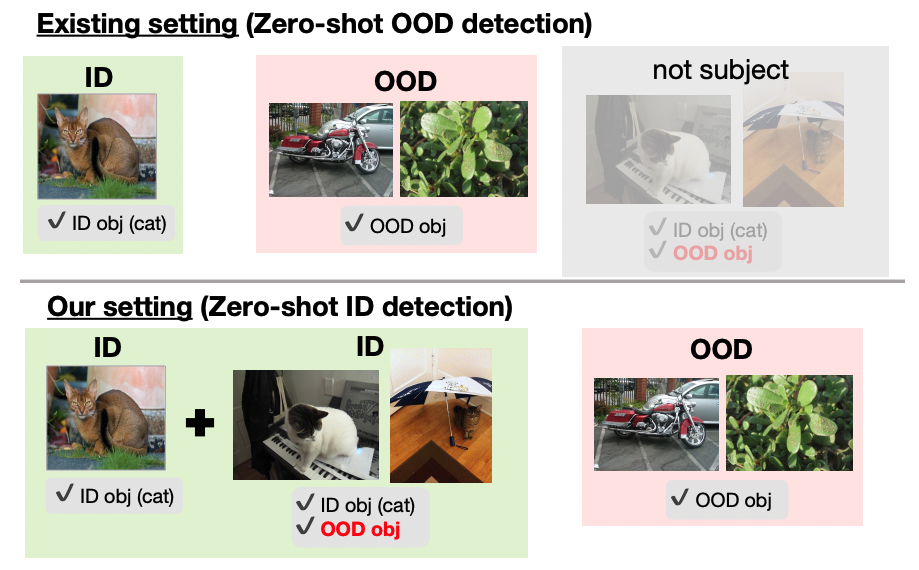 Existing setting (Zero-shot OOD detection)
ID
✓ ID obj (cat)
OOD
✓ OOD obj
not subject
✓ ID obj (cat)
✓ OOD obj
Our setting (Zero-shot ID detection)
ID
✓ ID obj (cat)
+
ID
✓ ID obj (cat)
✓ OOD obj
OOD
✓ OOD obj